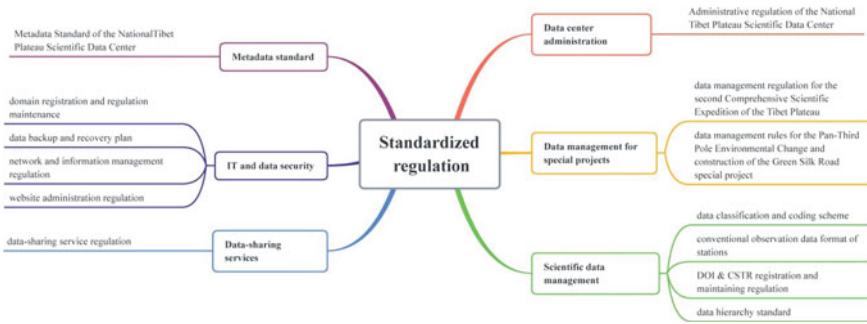 Metadata Standard of the NationalTibet
Plateau Scientific Data Center
Metadata standard
domain registration and regulation
maintenance
data backup and recovery plan
network and information management
regulation
website administration regulation
IT and data security
data-sharing service regulation
Data-sharing
services
Standardized
regulation
Data center
administration
Administrative regulation of the National
Tibet Plateau Scientific Data Center
Data management for
special projects
data management regulation for the
second Comprehensive Scientific
Expedition of the Tibet Plateau
data management rules for the Pan-Third
Pole Environmental Change and
construction of the Green Silk Road
special project
Scientific data
management
data classification and coding scheme
conventional observation data format of
stations
DOI & CSTR registration and
maintaining regulation
data hierarchy standard